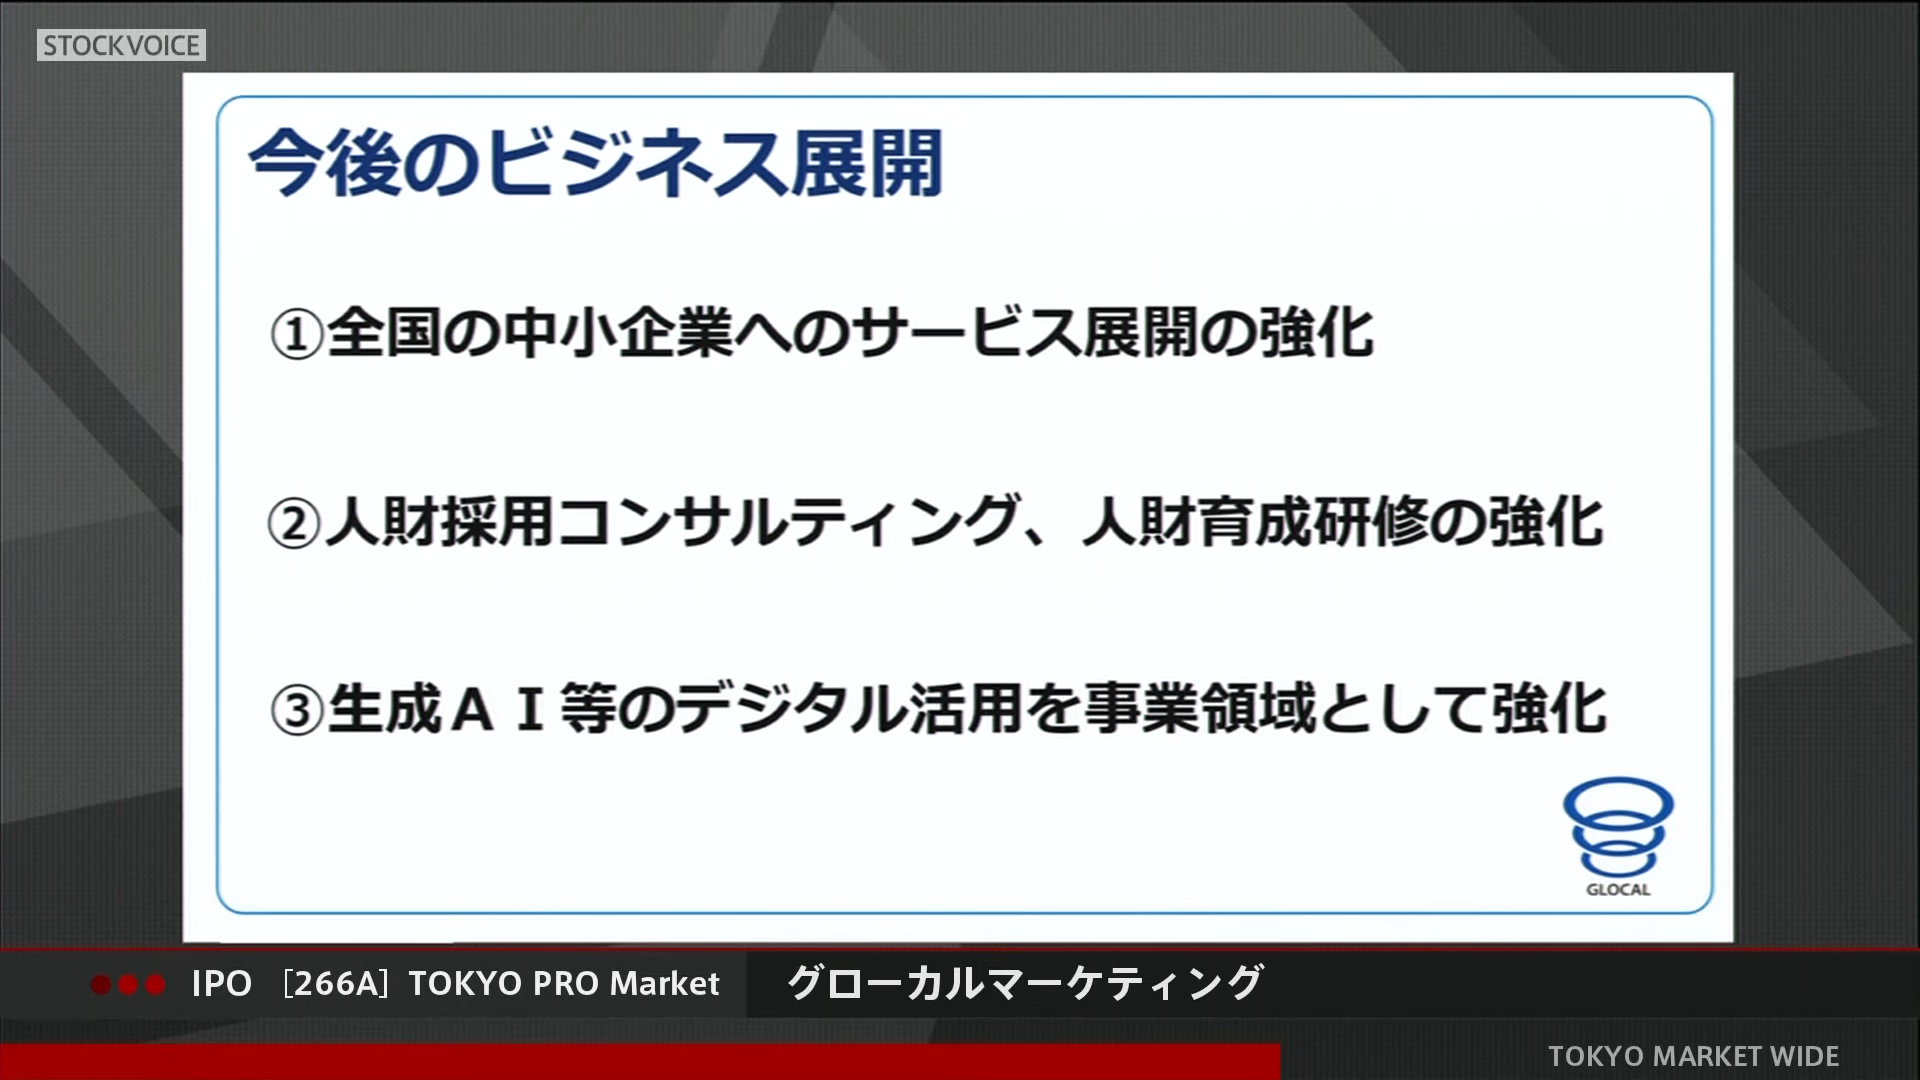 STOCKVOICE
今後のビジネス展開
①全国の中小企業へのサービス展開の強化
②人財採用コンサルティング、人財育成研修の強化
③生成ＡＩ等のデジタル活用を事業領域として強化
GLOCAL
IPO [266A] TOKYO PRO Market グローカルマーケティング
TOKYO MARKET WIDE